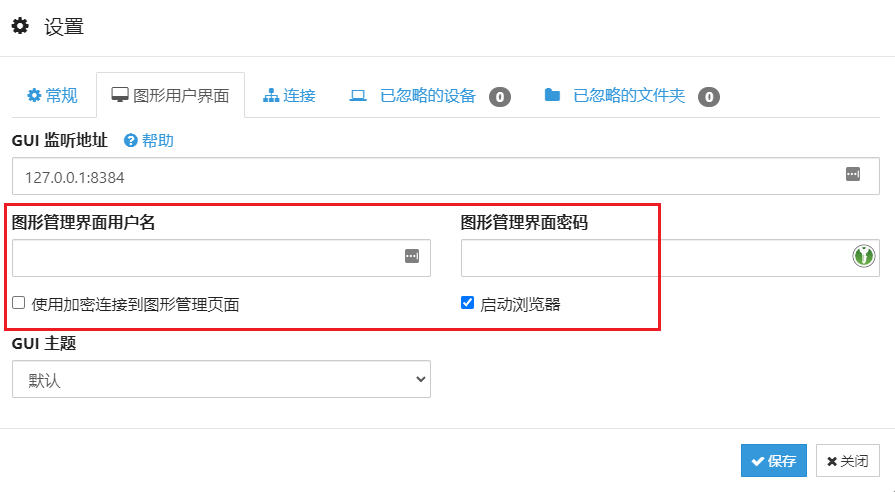 设置
常规 图形用户界面 连接 已忽略的设备 0 已忽略的文件夹 0
GUI 监听地址 帮助
127.0.0.1:8384
图形管理界面用户名 图形管理界面密码
使用加密连接到图形管理页面 启动浏览器
GUI 主题
默认
保存 关闭